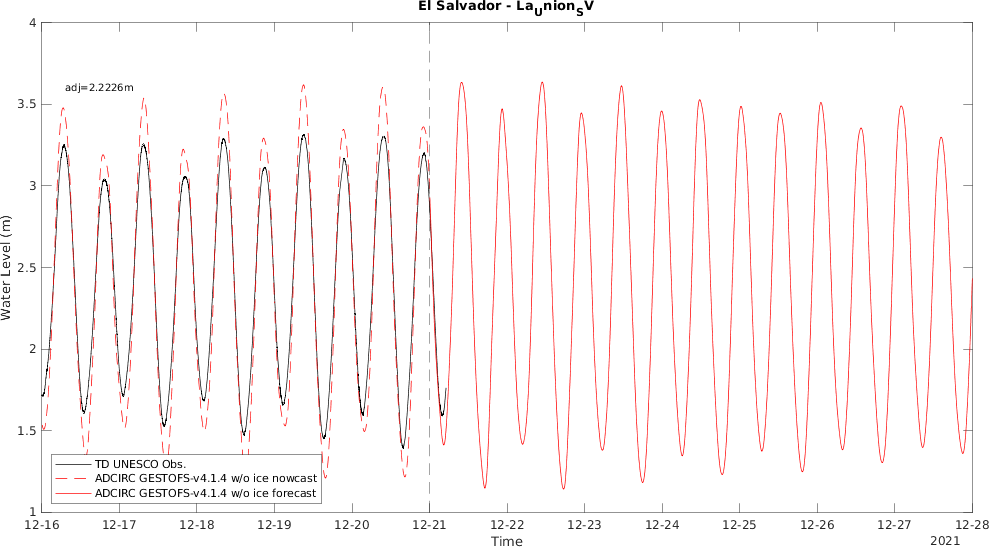 El Salvador - LaUnionSV
adj=2.2226m
Water Level (m)
4
3.5
3
2.5
2
1.5
1
TD UNESCO Obs.
ADCIRC GESTOFS-v4.1.4 w/o ice nowcast
ADCIRC GESTOFS-v4.1.4 w/o ice forecast
12-16 12-17 12-18 12-19 12-20 12-21 12-22 12-23 12-24 12-25 12-26 12-27 12-28
Time
2021